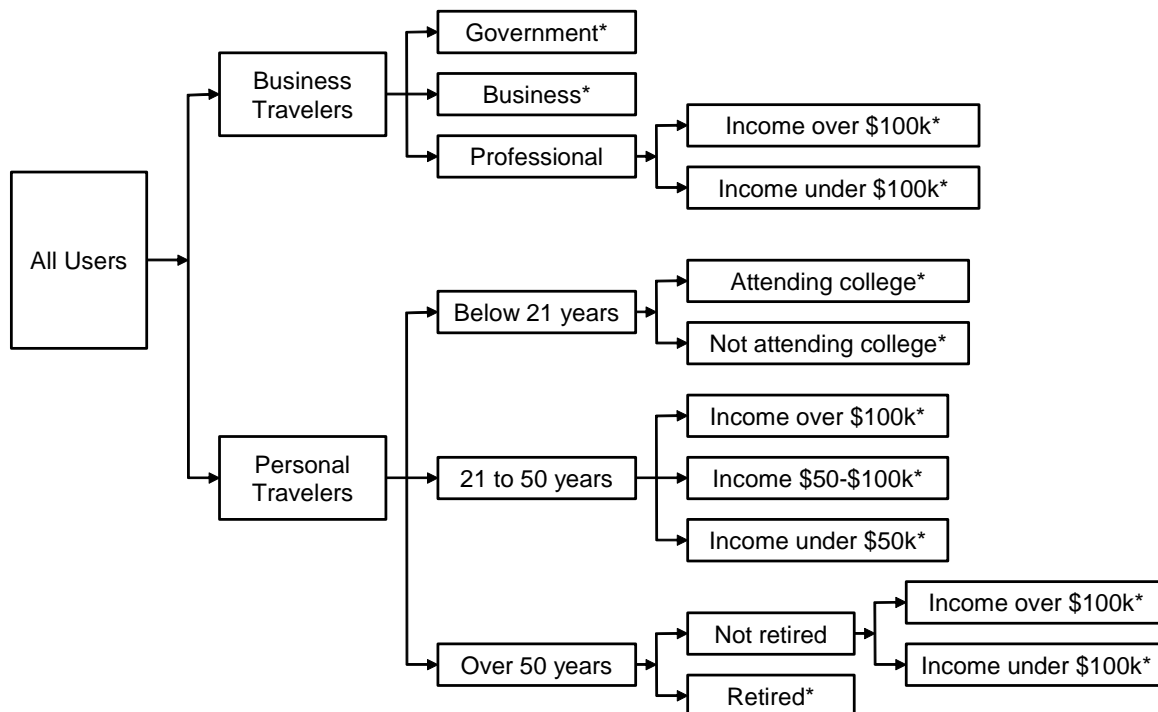 All Users
Business
Travelers
Government*
Business*
Professional
Income over $100k*
Income under $100k*
Personal
Travelers
Below 21 years
Attending college*
Not attending college*
21 to 50 years
Income over $100k*
Income $50-$100k*
Income under $50k*
Over 50 years
Not retired
Income over $100k*
Income under $100k*
Retired*